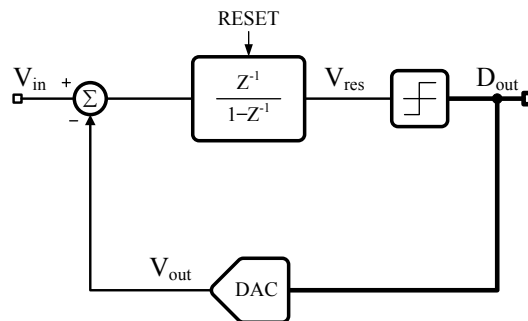 RESET
V_in
+
Σ
−
Z^-1
1−Z^-1
V_res
D_out
V_out
DAC